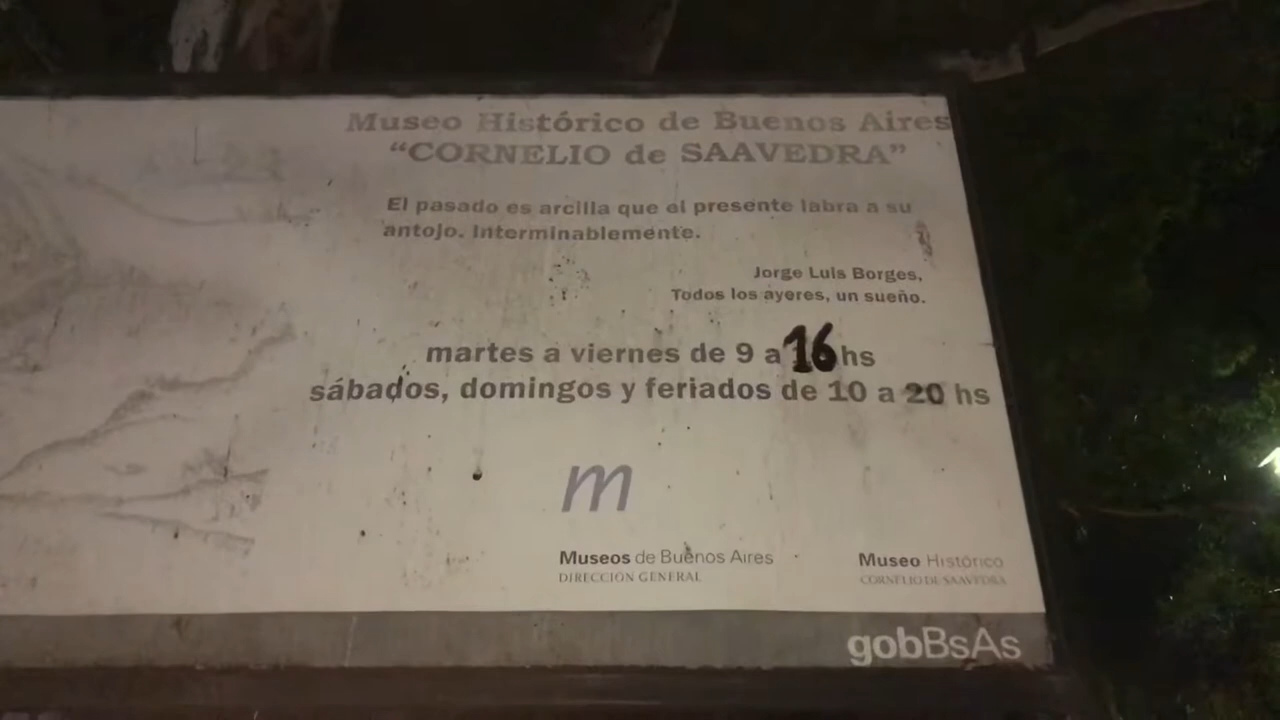 Museo Histórico de Buenos Aires
“CORNELIO de SAAVEDRA”
El pasado es arcilla que el presente labra a su
antojo. Interminablemente.
Jorge Luis Borges,
Todos los ayeres, un sueño.
martes a viernes de 9 a 16 hs
sábados, domingos y feriados de 10 a 20 hs
m
Museos de Buenos Aires
DIRECCIÓN GENERAL
Museo Histórico
CORNELIO DE SAAVEDRA
gobBsAs